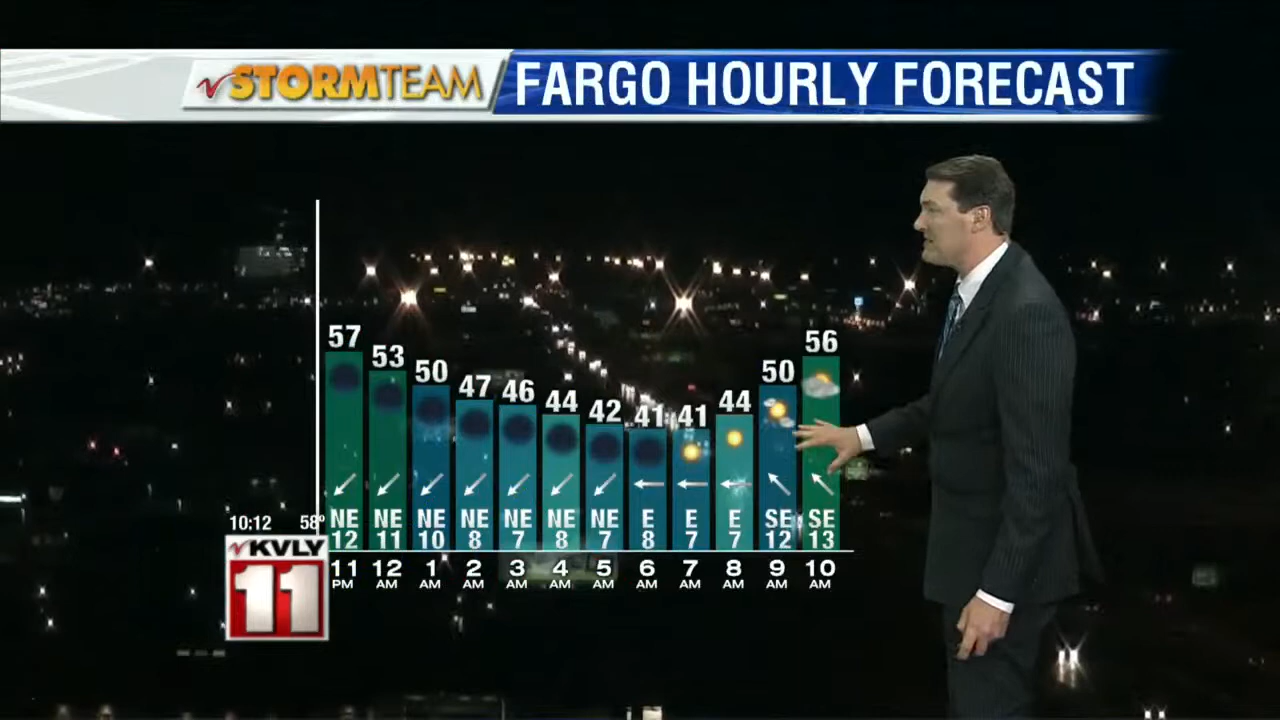 STORMTEAM
FARGO HOURLY FORECAST
57 53 50 47 46 44 42 41 41 44 50 56
NE NE NE NE NE NE NE E E E SE SE
12 11 10 8 7 8 7 8 7 7 12 13
10:12 58°
KVLY
11
11 12 1 2 3 4 5 6 7 8 9 10
PM AM AM AM AM AM AM AM AM AM AM AM